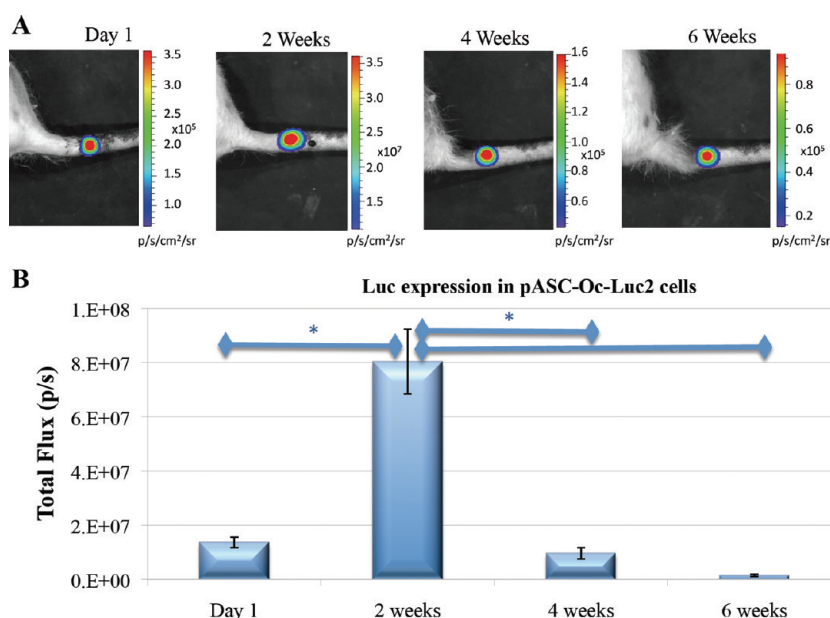 A
Day 1
2 Weeks
4 Weeks
6 Weeks
3.5
3.0
2.5
x10⁵
2.0
1.5
1.0
p/s/cm²/sr
3.5
3.0
2.5
x10⁷
2.0
1.5
p/s/cm²/sr
1.6
1.4
1.2
1.0
x10⁵
0.8
0.6
p/s/cm²/sr
0.8
0.6
x10⁵
0.4
0.2
p/s/cm²/sr
B
Luc expression in pASC-Oc-Luc2 cells
Total Flux (p/s)
1.E+08
8.E+07
6.E+07
4.E+07
2.E+07
0.E+00
*
*
Day 1
2 weeks
4 weeks
6 weeks